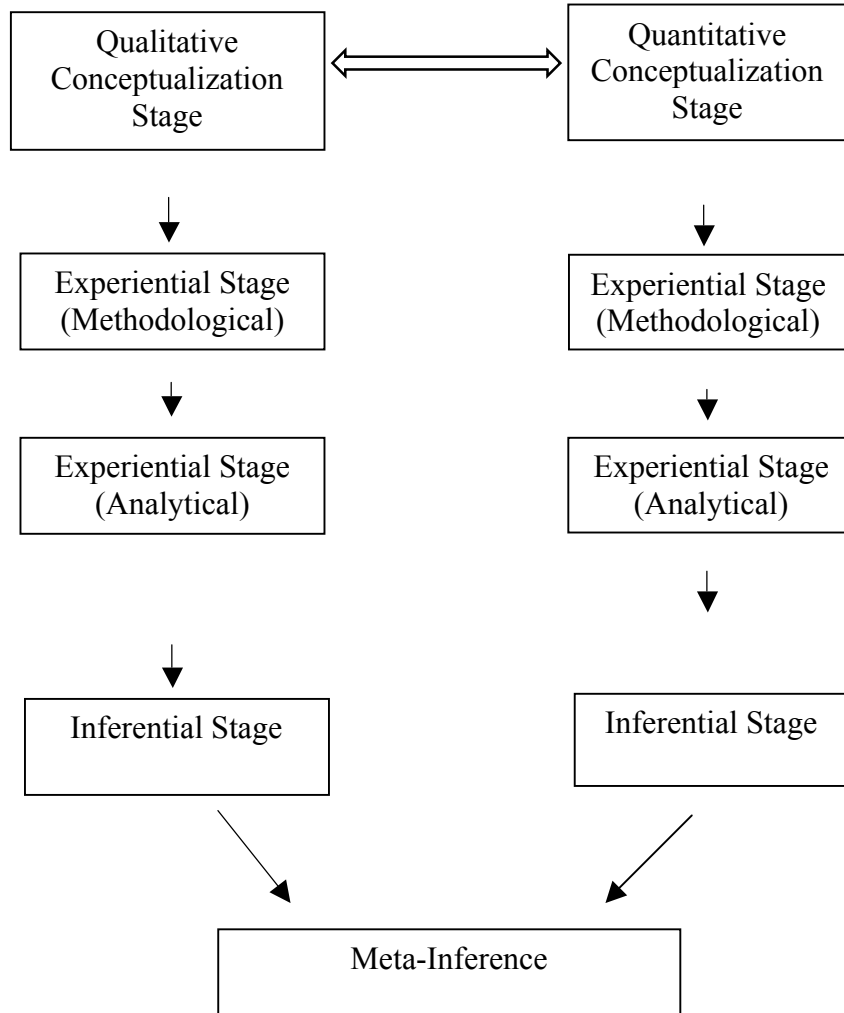 Qualitative
Conceptualization
Stage
Quantitative
Conceptualization
Stage
Experiential Stage
(Methodological)
Experiential Stage
(Methodological)
Experiential Stage
(Analytical)
Experiential Stage
(Analytical)
Inferential Stage
Inferential Stage
Meta-Inference